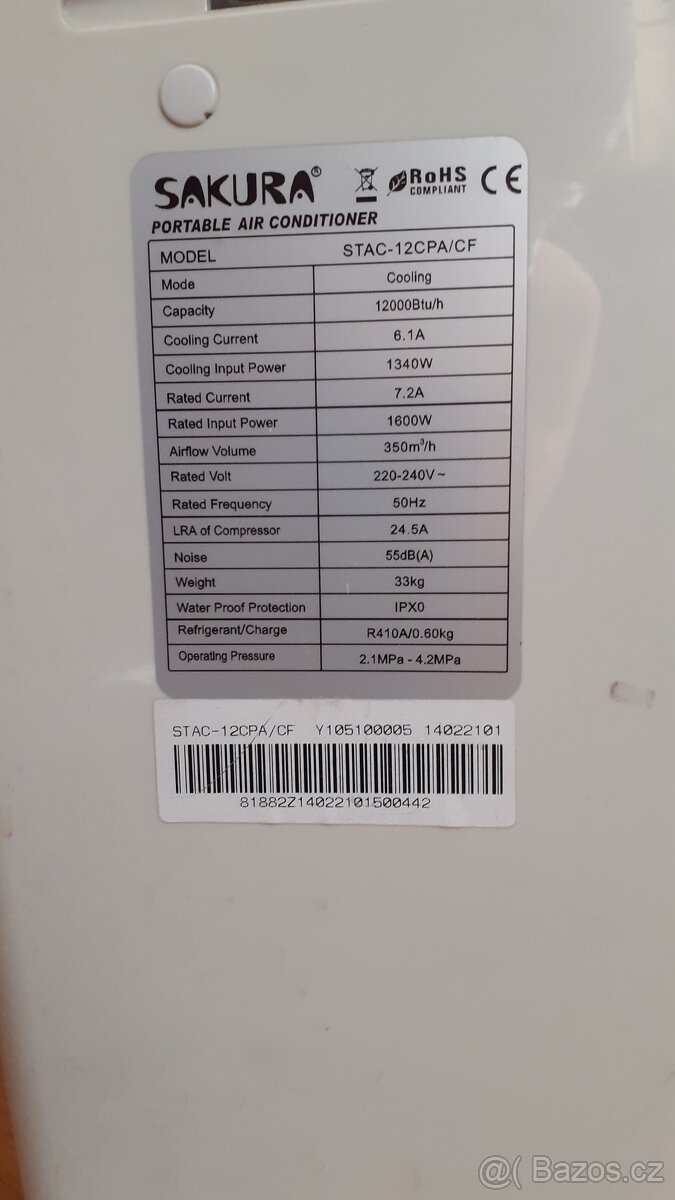 SAKURA®
RoHS
COMPLIANT
CE
PORTABLE AIR CONDITIONER
MODEL STAC-12CPA/CF
Mode Cooling
Capacity 12000Btu/h
Cooling Current 6.1A
Cooling Input Power 1340W
Rated Current 7.2A
Rated Input Power 1600W
Airflow Volume 350m³/h
Rated Volt 220-240V~
Rated Frequency 50Hz
LRA of Compressor 24.5A
Noise 55dB(A)
Weight 33kg
Water Proof Protection IPX0
Refrigerant/Charge R410A/0.60kg
Operating Pressure 2.1MPa - 4.2MPa
STAC-12CPA/CF Y105100005 14022101
81882Z14022101500442
@( Bazos.cz